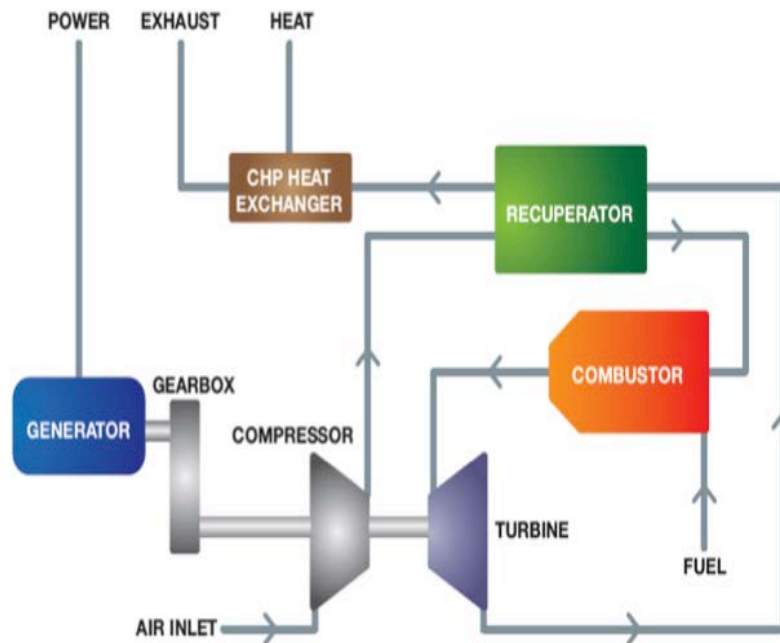 POWER
EXHAUST
HEAT
CHP HEAT
EXCHANGER
RECUPERATOR
COMBUSTOR
GEARBOX
GENERATOR
COMPRESSOR
TURBINE
FUEL
AIR INLET